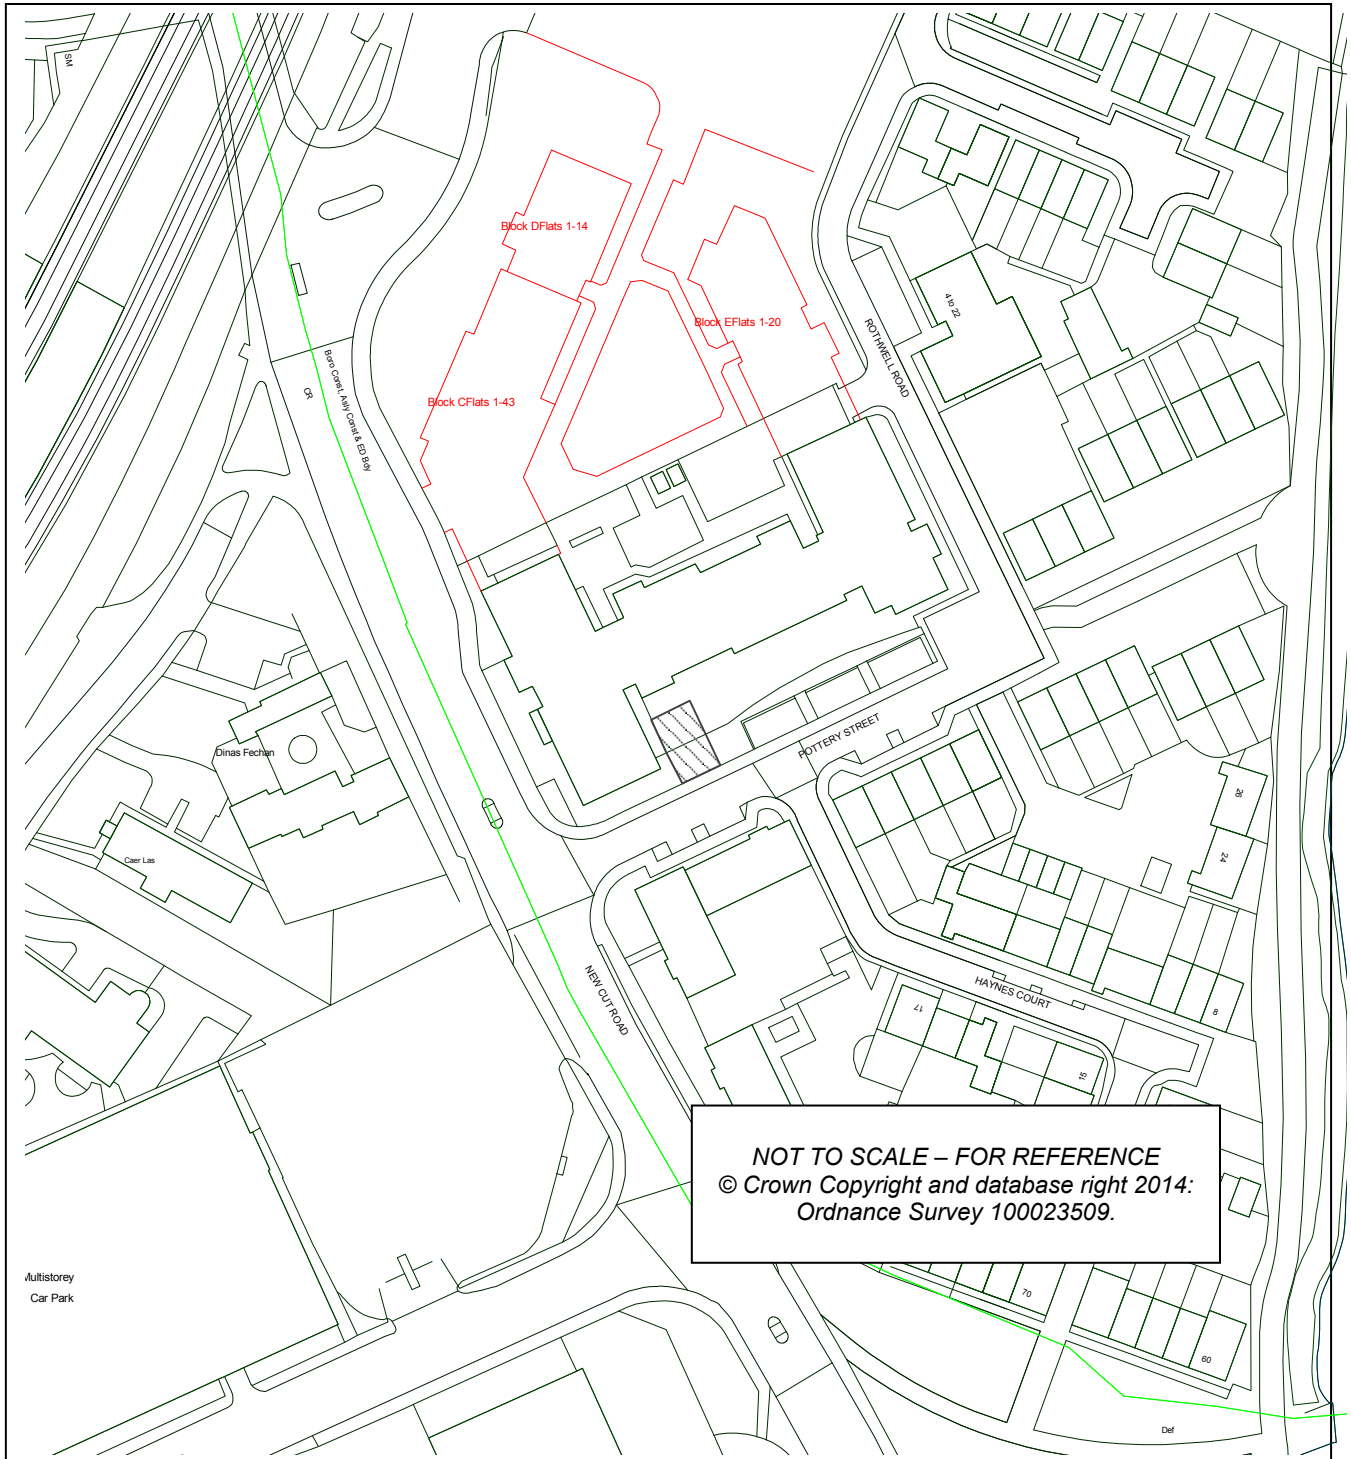 SM
Block DFlats 1-14
Block EFlats 1-20
4 to 22
ROTHWELL ROAD
Boro Const, Asly Const & ED Bdy
CR
Block CFlats 1-43
POTTERY STREET
Dinas Fechan
26
24
Caer Las
NEW CUT ROAD
HAYNES COURT
17
8
15
NOT TO SCALE – FOR REFERENCE
© Crown Copyright and database right 2014:
Ordnance Survey 100023509.
Multistorey
Car Park
70
60
Def